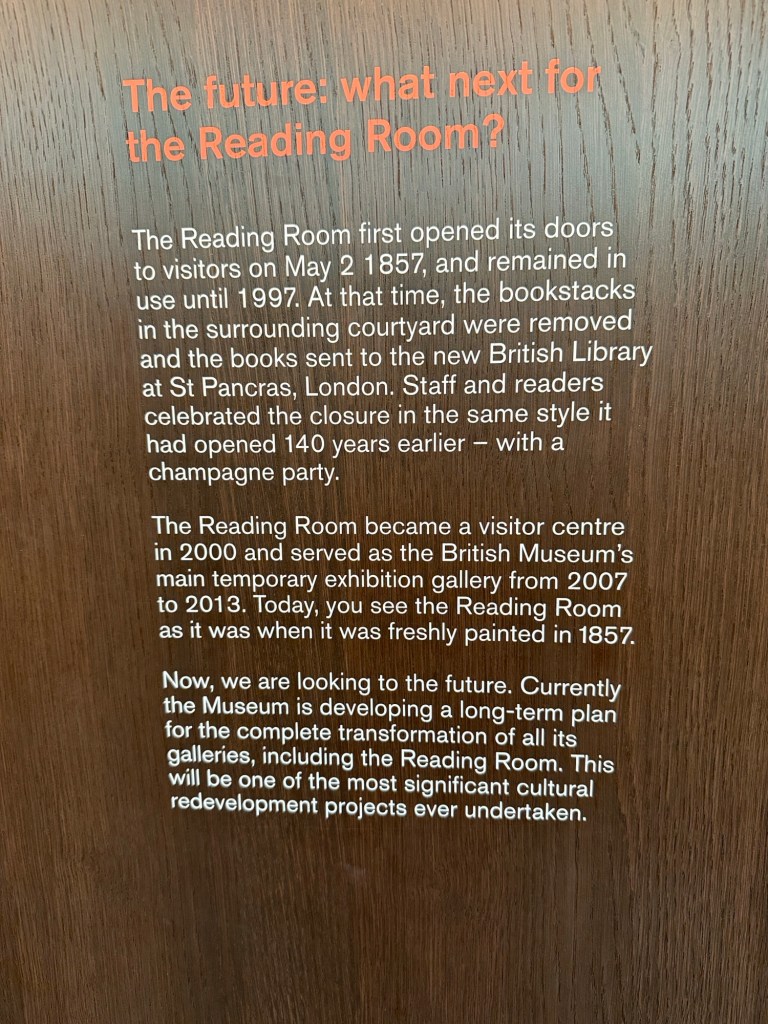 The future: what next for
the Reading Room?
The Reading Room first opened its doors
to visitors on May 2 1857, and remained in
use until 1997. At that time, the bookstacks
in the surrounding courtyard were removed
and the books sent to the new British Library
at St Pancras, London. Staff and readers
celebrated the closure in the same style it
had opened 140 years earlier – with a
champagne party.
The Reading Room became a visitor centre
in 2000 and served as the British Museum's
main temporary exhibition gallery from 2007
to 2013. Today, you see the Reading Room
as it was when it was freshly painted in 1857.
Now, we are looking to the future. Currently
the Museum is developing a long-term plan
for the complete transformation of all its
galleries, including the Reading Room. This
will be one of the most significant cultural
redevelopment projects ever undertaken.